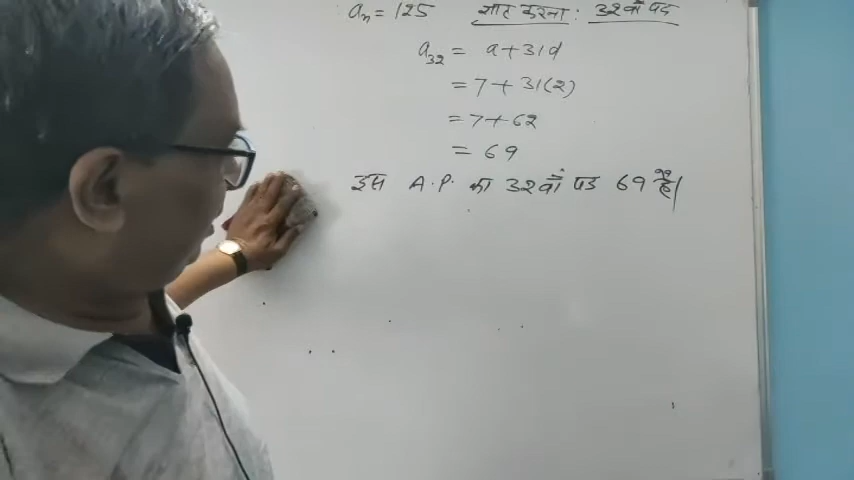 aₙ = 125 ज्ञात करना : 32वाँ पद
a₃₂ = a + 31d
= 7 + 31(2)
= 7 + 62
= 69
इस A.P. का 32वाँ पद 69 है।